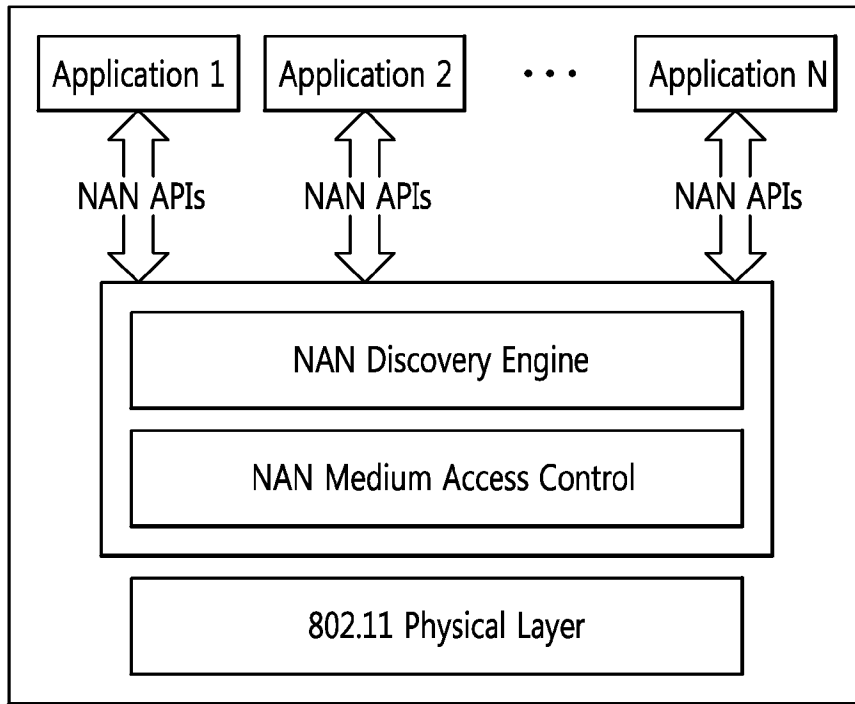 Application 1
Application 2
• • •
Application N
NAN APIs
NAN APIs
NAN APIs
NAN Discovery Engine
NAN Medium Access Control
802.11 Physical Layer